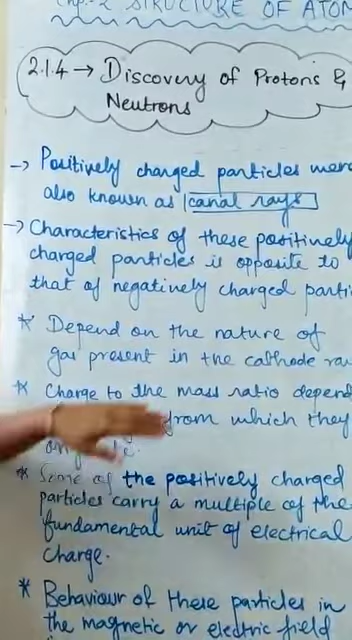 2 STRUCTURE OF ATOM
2.1.4 → Discovery of Protons &
Neutrons
→ Positively charged particles were
also known as canal rays
→ Characteristics of these positively
charged particles is opposite to
that of negatively charged parti
* Depend on the nature of
gas present in the cathode ra
* Charge to the mass ratio depend
from which they
* Some of the positively charged
particles carry a multiple of the
fundamental unit of electrical
charge.
* Behaviour of these particles in
the magnetic or electric field